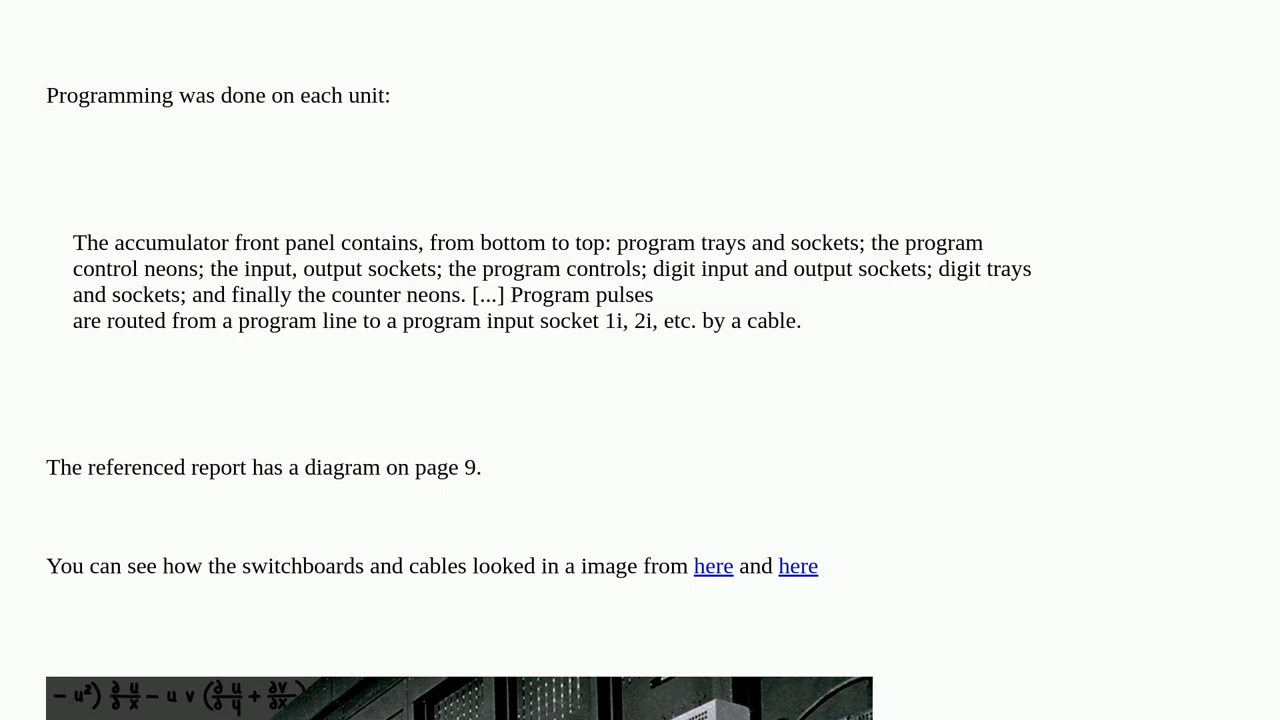 Programming was done on each unit:
The accumulator front panel contains, from bottom to top: program trays and sockets; the program
control neons; the input, output sockets; the program controls; digit input and output sockets; digit trays
and sockets; and finally the counter neons. [...] Program pulses
are routed from a program line to a program input socket 1i, 2i, etc. by a cable.
The referenced report has a diagram on page 9.
You can see how the switchboards and cables looked in a image from here and here
− u²) ∂u/∂x − u v (∂u/∂y + ∂v/∂x)